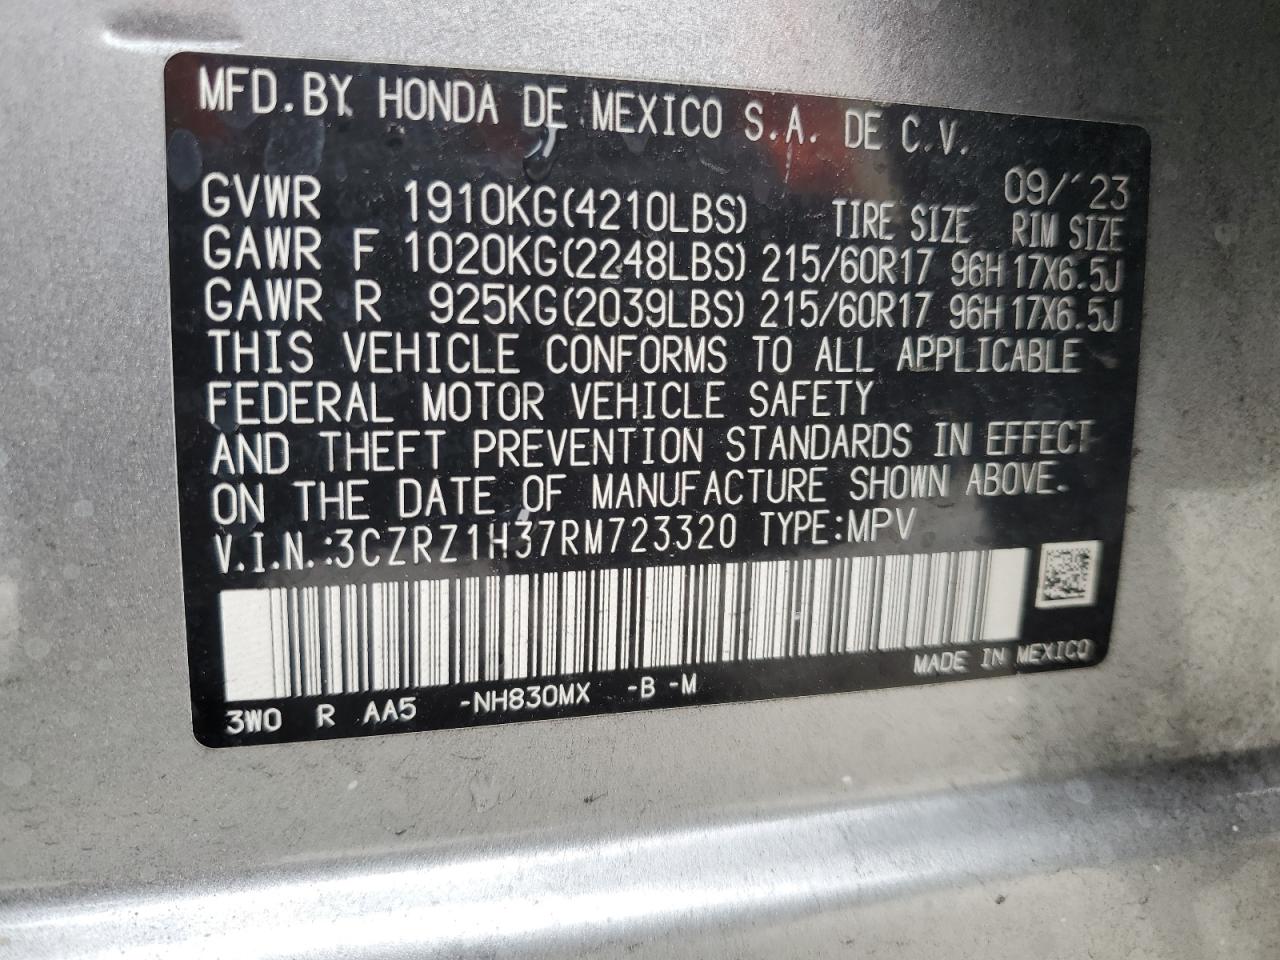 MFD.BY HONDA DE MEXICO S.A. DE C.V.
09/'23
GVWR 1910KG(4210LBS) TIRE SIZE RIM SIZE
GAWR F 1020KG(2248LBS) 215/60R17 96H 17X6.5J
GAWR R 925KG(2039LBS) 215/60R17 96H 17X6.5J
THIS VEHICLE CONFORMS TO ALL APPLICABLE
FEDERAL MOTOR VEHICLE SAFETY
AND THEFT PREVENTION STANDARDS IN EFFECT
ON THE DATE OF MANUFACTURE SHOWN ABOVE.
V.I.N.:3CZRZ1H37RM723320 TYPE:MPV
MADE IN MEXICO
3W0 R AA5 -NH830MX -B -M